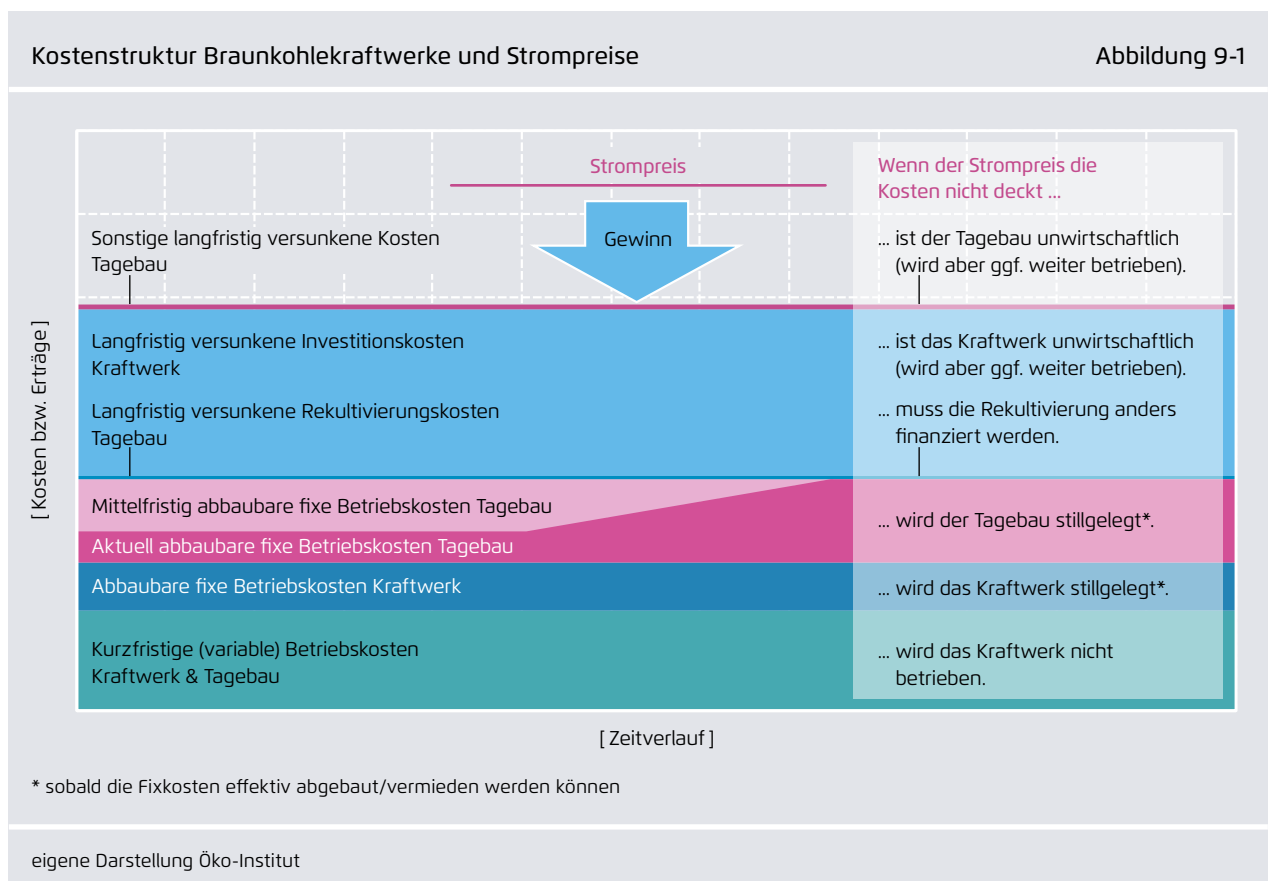 Kostenstruktur Braunkohlekraftwerke und Strompreise
Abbildung 9-1
[ Kosten bzw. Erträge ]
Strompreis
Gewinn
Wenn der Strompreis die
Kosten nicht deckt ...
Sonstige langfristig versunkene Kosten
Tagebau
... ist der Tagebau unwirtschaftlich
(wird aber ggf. weiter betrieben).
Langfristig versunkene Investitionskosten
Kraftwerk
... ist das Kraftwerk unwirtschaftlich
(wird aber ggf. weiter betrieben).
Langfristig versunkene Rekultivierungskosten
Tagebau
... muss die Rekultivierung anders
finanziert werden.
Mittelfristig abbaubare fixe Betriebskosten Tagebau
Aktuell abbaubare fixe Betriebskosten Tagebau
... wird der Tagebau stillgelegt*.
Abbaubare fixe Betriebskosten Kraftwerk
... wird das Kraftwerk stillgelegt*.
Kurzfristige (variable) Betriebskosten
Kraftwerk & Tagebau
... wird das Kraftwerk nicht
betrieben.
[ Zeitverlauf ]
* sobald die Fixkosten effektiv abgebaut/vermieden werden können
eigene Darstellung Öko-Institut